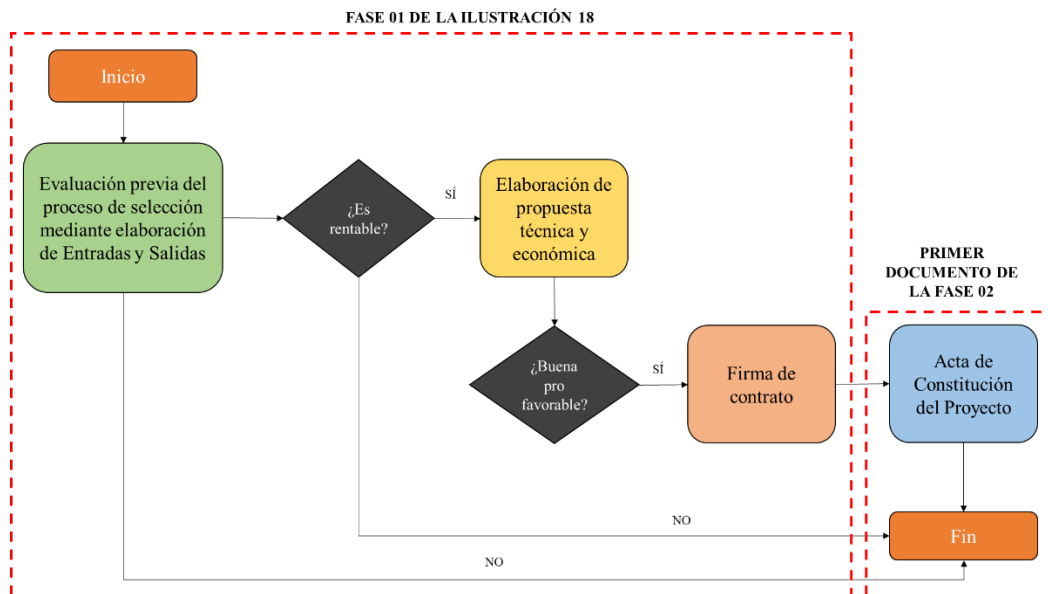 FASE 01 DE LA ILUSTRACIÓN 18
Inicio
Evaluación previa del
proceso de selección
mediante elaboración
de Entradas y Salidas
¿Es
rentable?
SÍ
Elaboración de
propuesta
técnica y
económica
¿Buena
pro
favorable?
SÍ
Firma de
contrato
PRIMER
DOCUMENTO DE
LA FASE 02
Acta de
Constitución
del Proyecto
NO
Fin
NO